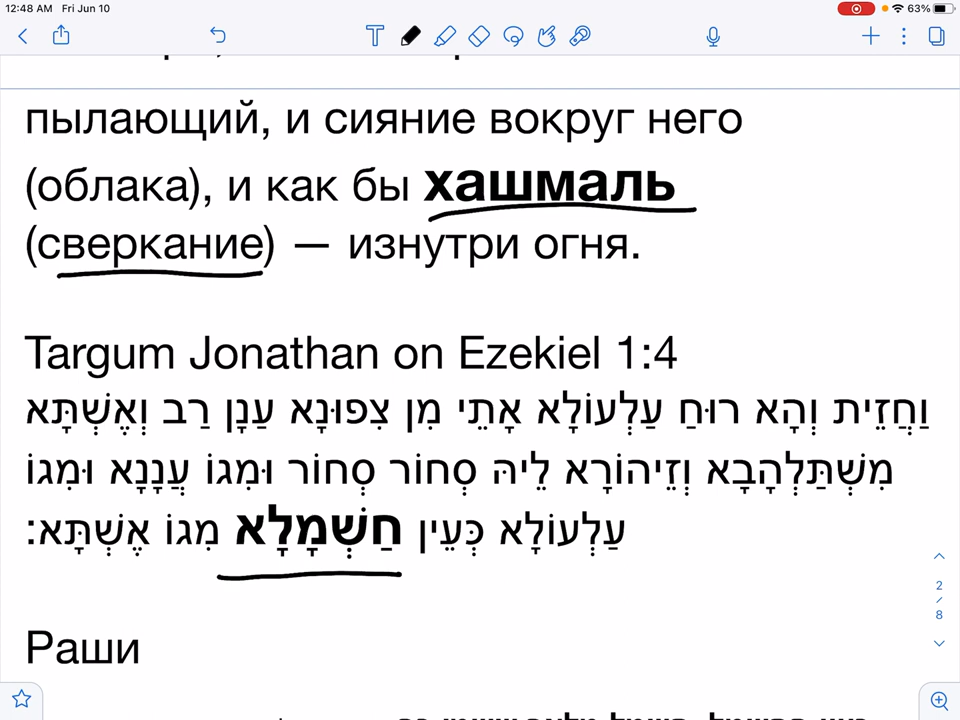 12:48 AM Fri Jun 10
63%
пылающий, и сияние вокруг него
(облака), и как бы хашмаль
(сверкание) — изнутри огня.
Targum Jonathan on Ezekiel 1:4
וַחֲזֵית וְהָא רוּחַ עַלְעוֹלָא אָתֵי מִן צִפּוּנָא עַנָן רַב וְאֶשְׁתָּא
מִשְׁתַּלְהָבָא וְזֵיהוֹרָא לֵיהּ סְחוֹר סְחוֹר וּמִגוֹ עֲנָנָא וּמִגוֹ
עַלְעוֹלָא כְּעֵין חַשְׁמָלָא מִגוֹ אֶשְׁתָּא:
2
/
8
Раши